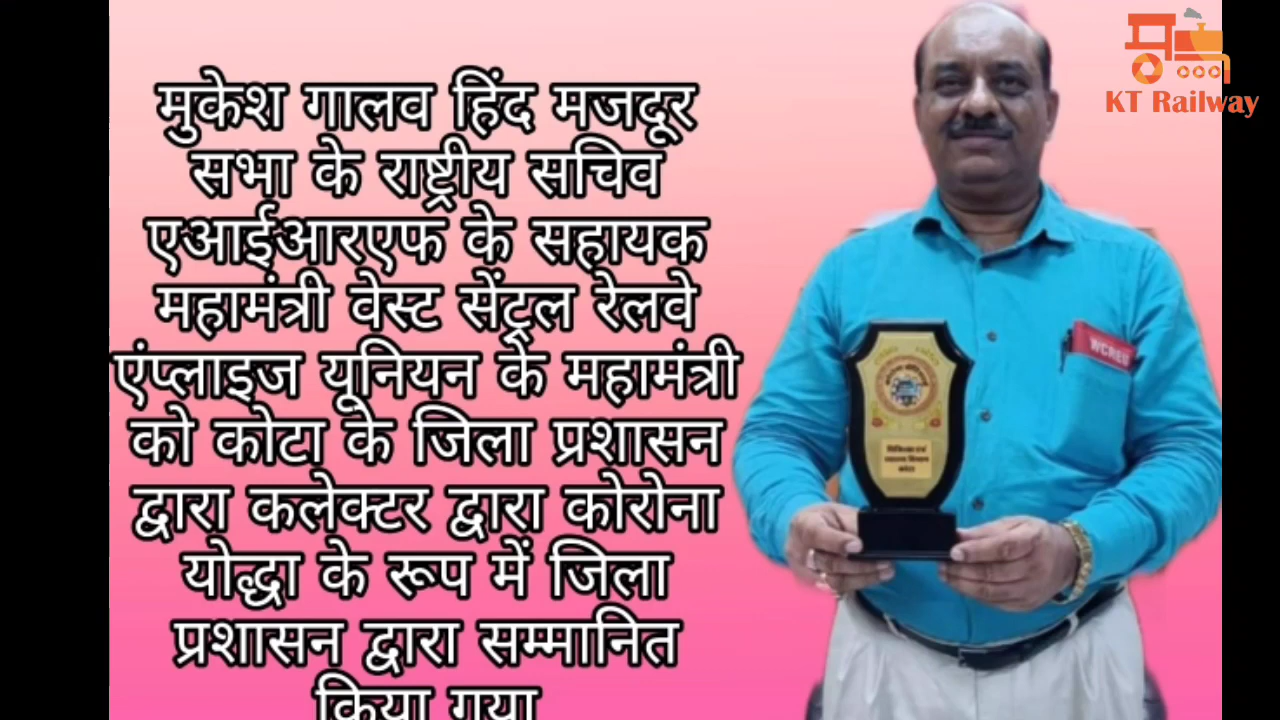 मुकेश गालव हिंद मजदूर
सभा के राष्ट्रीय सचिव
एआईआरएफ के सहायक
महामंत्री वेस्ट सेंट्रल रेलवे
एंप्लाइज यूनियन के महामंत्री
को कोटा के जिला प्रशासन
द्वारा कलेक्टर द्वारा कोरोना
योद्धा के रूप में जिला
प्रशासन द्वारा सम्मानित
किया गया
KT Railway
WCREU
चिकित्सा एवं
स्वास्थ्य विभाग
कोटा